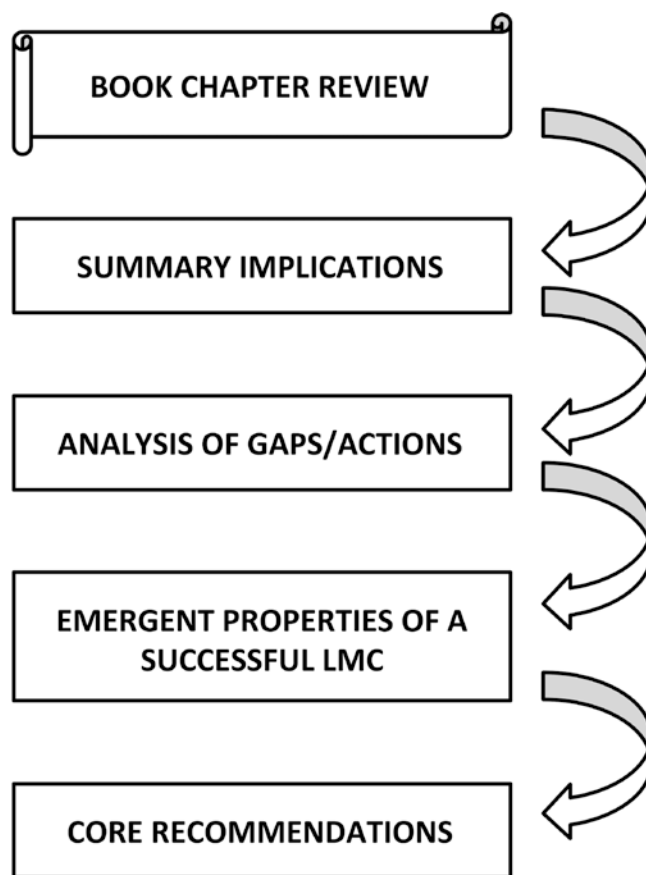 BOOK CHAPTER REVIEW
SUMMARY IMPLICATIONS
ANALYSIS OF GAPS/ACTIONS
EMERGENT PROPERTIES OF A
SUCCESSFUL LMC
CORE RECOMMENDATIONS